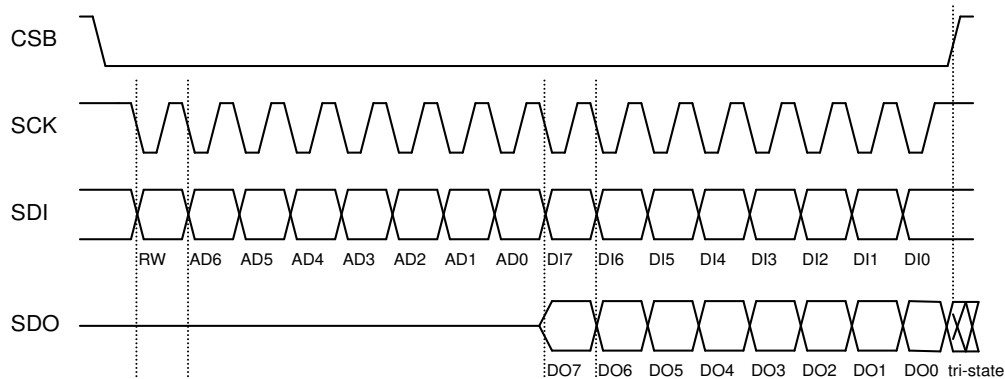 CSB
SCK
SDI
RW AD6 AD5 AD4 AD3 AD2 AD1 AD0 DI7 DI6 DI5 DI4 DI3 DI2 DI1 DI0
SDO
DO7 DO6 DO5 DO4 DO3 DO2 DO1 DO0 tri-state